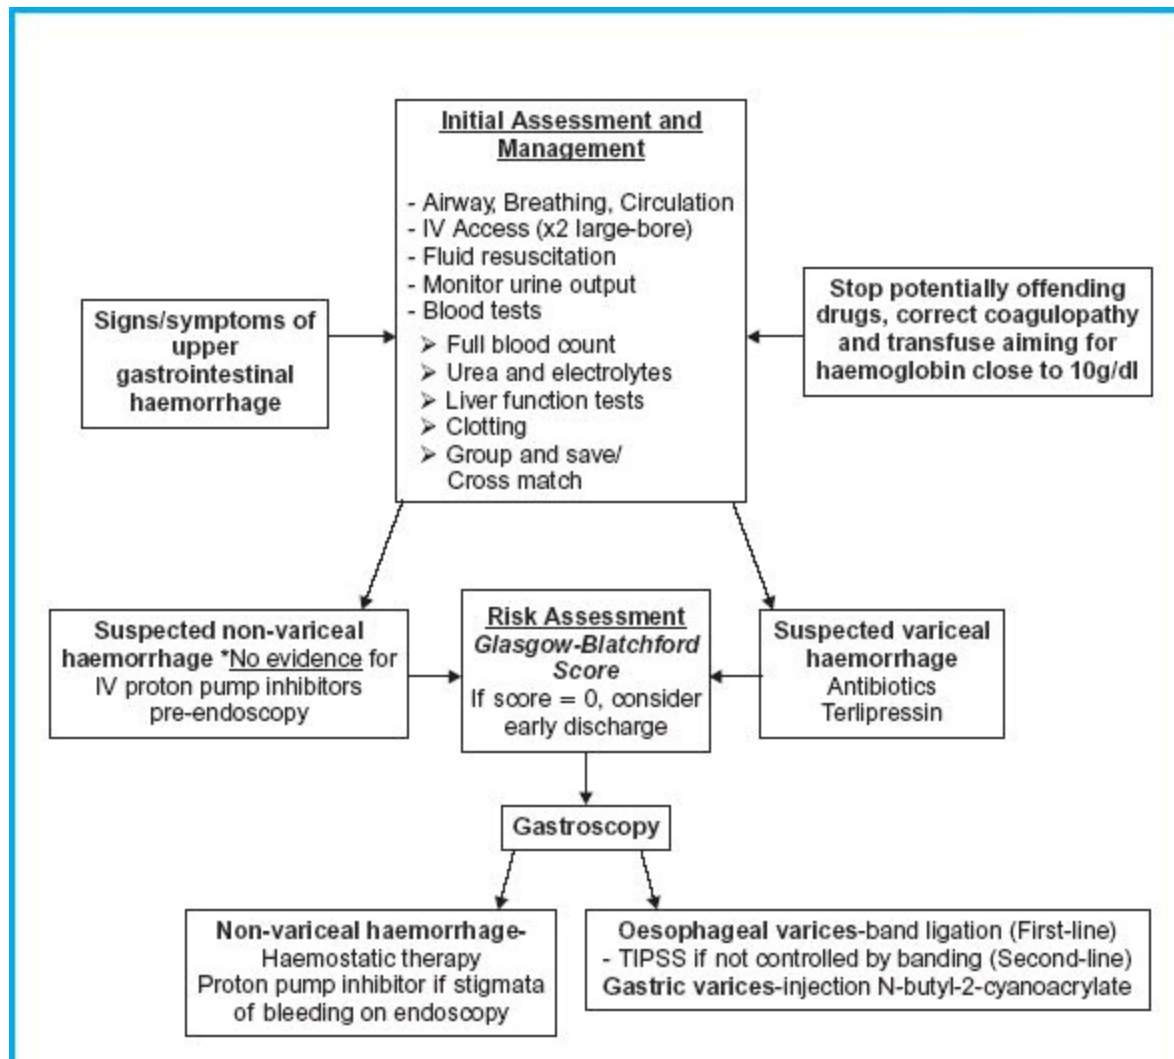 Initial Assessment and
Management
- Airway, Breathing, Circulation
- IV Access (x2 large-bore)
- Fluid resuscitation
- Monitor urine output
- Blood tests
➢ Full blood count
➢ Urea and electrolytes
➢ Liver function tests
➢ Clotting
➢ Group and save/
Cross match
Signs/symptoms of
upper
gastrointestinal
haemorrhage
Stop potentially offending
drugs, correct coagulopathy
and transfuse aiming for
haemoglobin close to 10g/dl
Suspected non-variceal
haemorrhage *No evidence for
IV proton pump inhibitors
pre-endoscopy
Risk Assessment
Glasgow-Blatchford
Score
If score = 0, consider
early discharge
Suspected variceal
haemorrhage
Antibiotics
Terlipressin
Gastroscopy
Non-variceal haemorrhage-
Haemostatic therapy
Proton pump inhibitor if stigmata
of bleeding on endoscopy
Oesophageal varices-band ligation (First-line)
- TIPSS if not controlled by banding (Second-line)
Gastric varices-injection N-butyl-2-cyanoacrylate